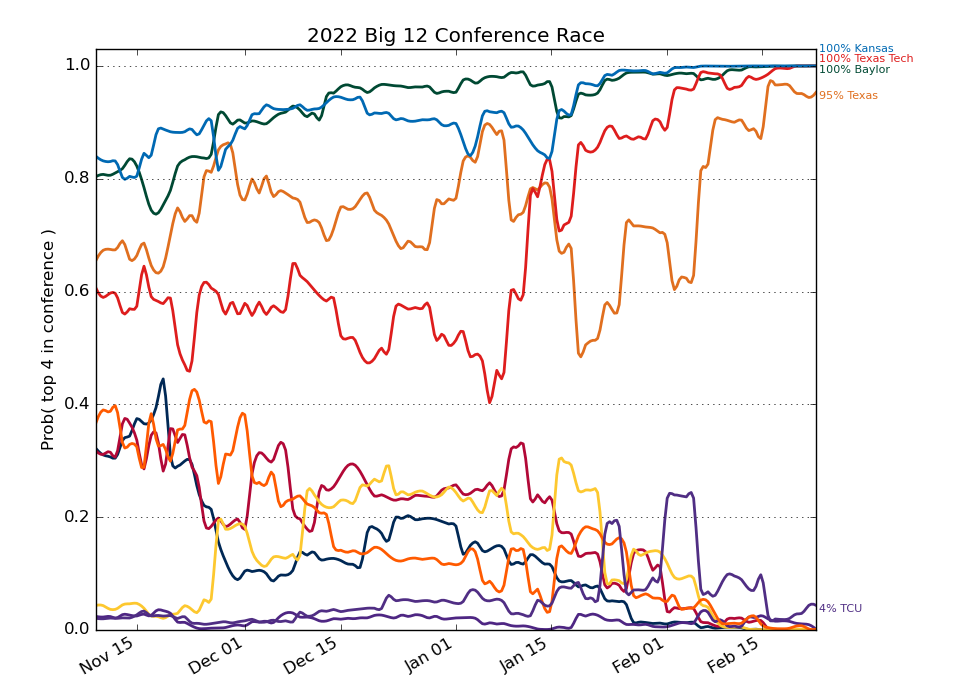 2022 Big 12 Conference Race
100% Kansas
100% Texas Tech
100% Baylor
95% Texas
4% TCU
Prob( top 4 in conference )
1.0
0.8
0.6
0.4
0.2
0.0
Nov 15
Dec 01
Dec 15
Jan 01
Jan 15
Feb 01
Feb 15